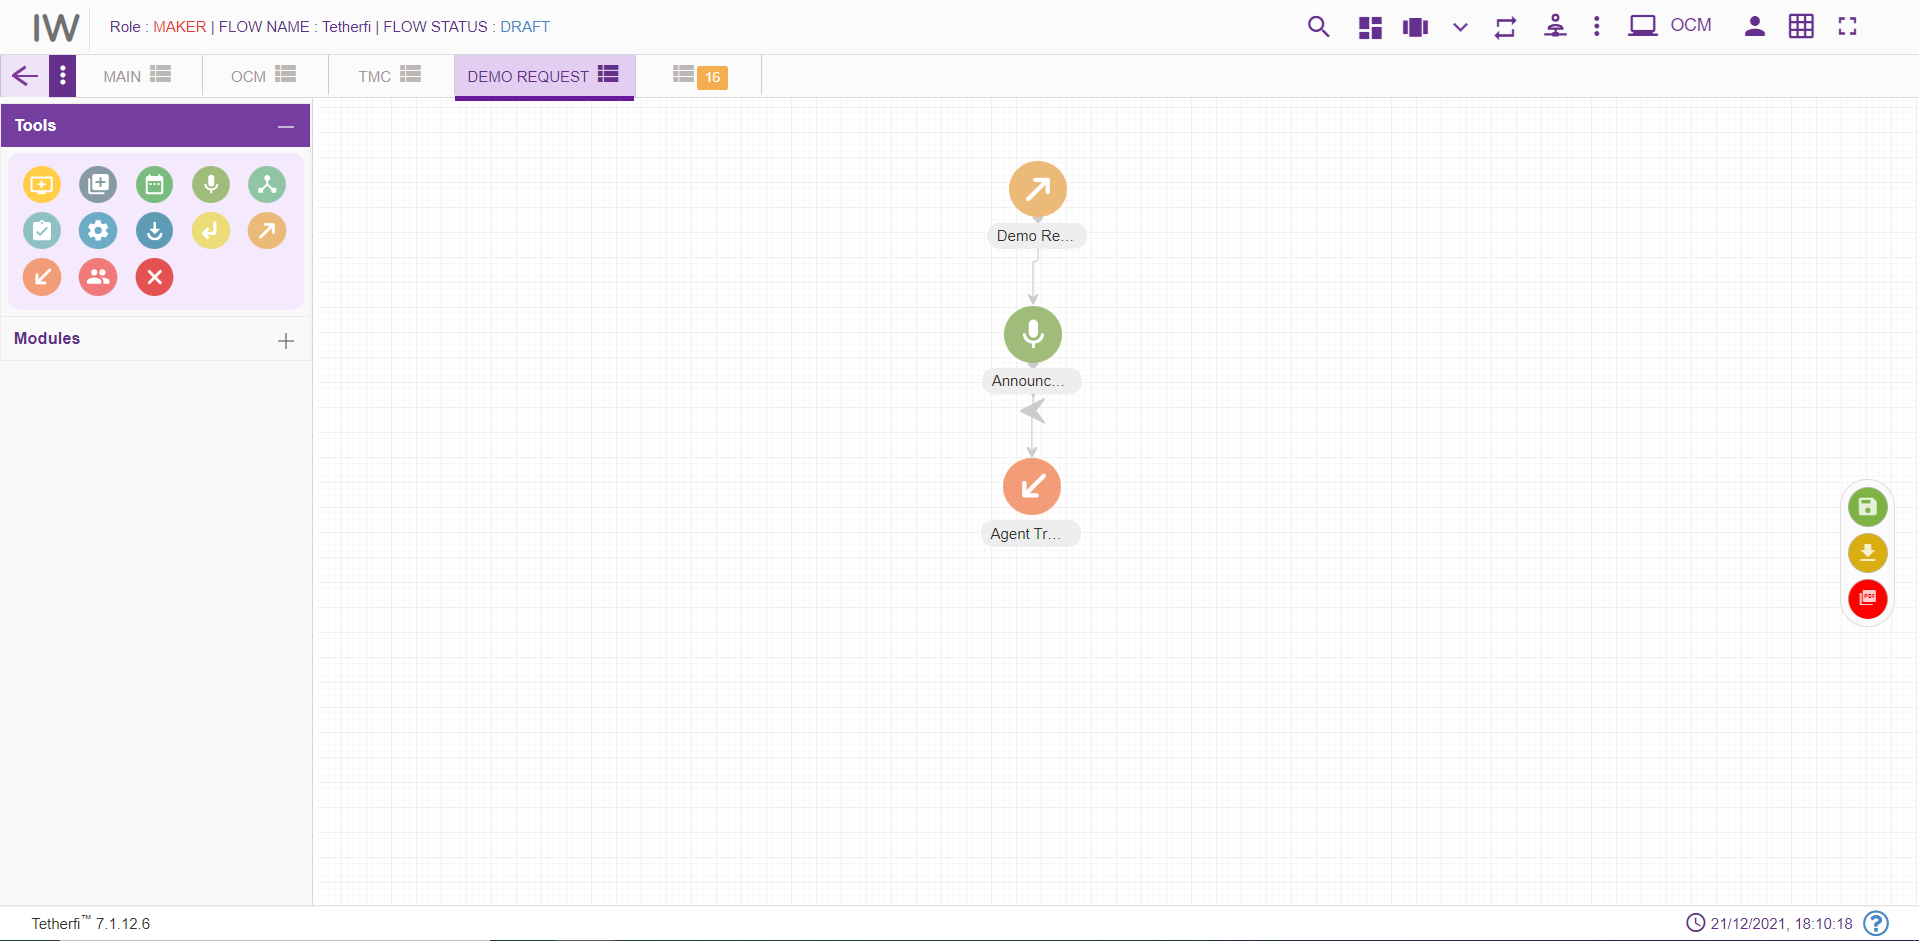 IW
Role : MAKER | FLOW NAME : Tetherfi | FLOW STATUS : DRAFT
OCM
MAIN
OCM
TMC
DEMO REQUEST
16
Tools
Modules
Demo Re...
Announc...
Agent Tr...
PDF
Tetherfi™ 7.1.12.6
21/12/2021, 18:10:18
?